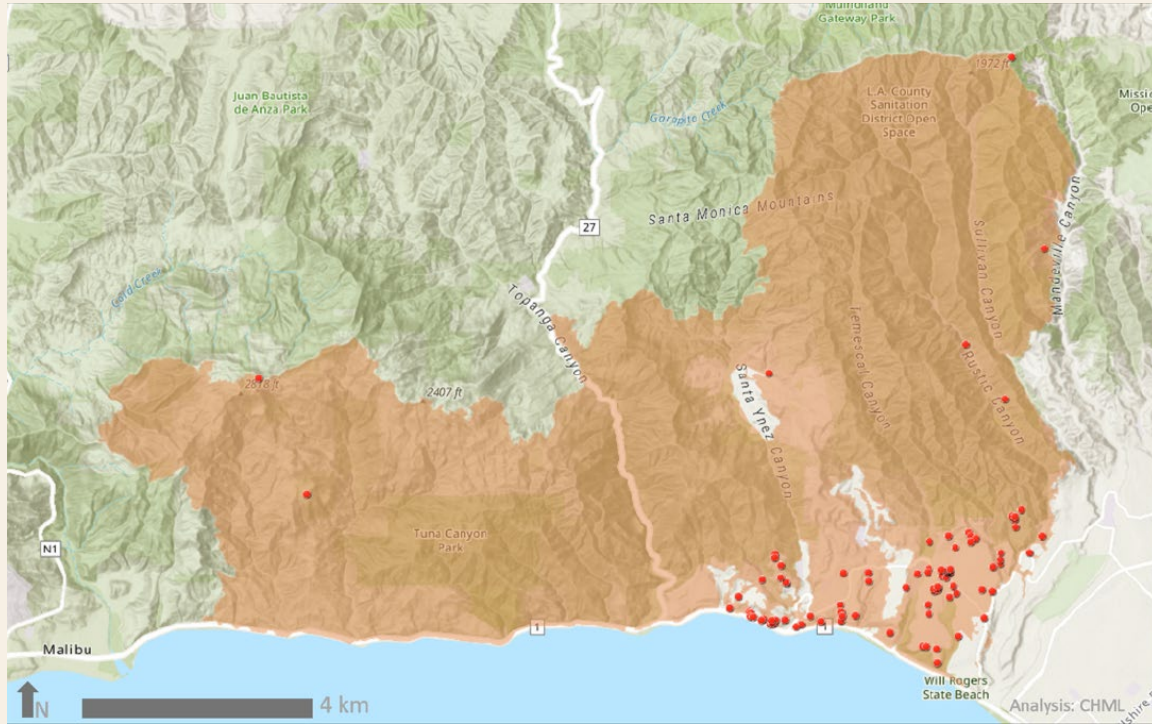 Mulholland
Gateway Park
1972 ft
L.A. County
Sanitation
District Open
Space
Juan Bautista
de Anza Park
Garapito Creek
Santa Monica Mountains
27
Sullivan Canyon
Mandeville Canyon
Cold Creek
Topanga Canyon
Temescal Canyon
Rustic Canyon
2818 ft
2407 ft
Santa Ynez Canyon
Tuna Canyon
Park
N1
1
1
Malibu
Will Rogers
State Beach
N
4 km
Analysis: CHML